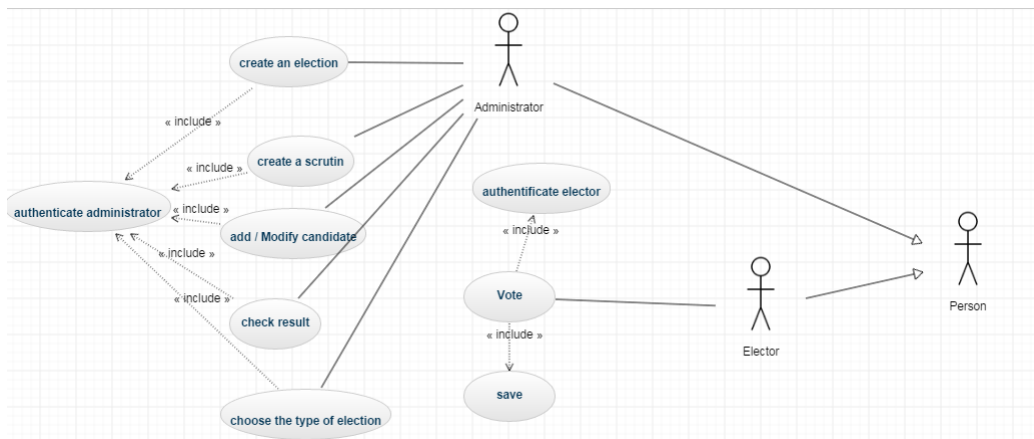 create an election
Administrator
« include »
create a scrutin
« include »
authenticate administrator
authentificate elector
« include »
add / Modify candidate
« include »
« include »
Vote
« include »
check result
« include »
Elector
Person
save
choose the type of election
« include »